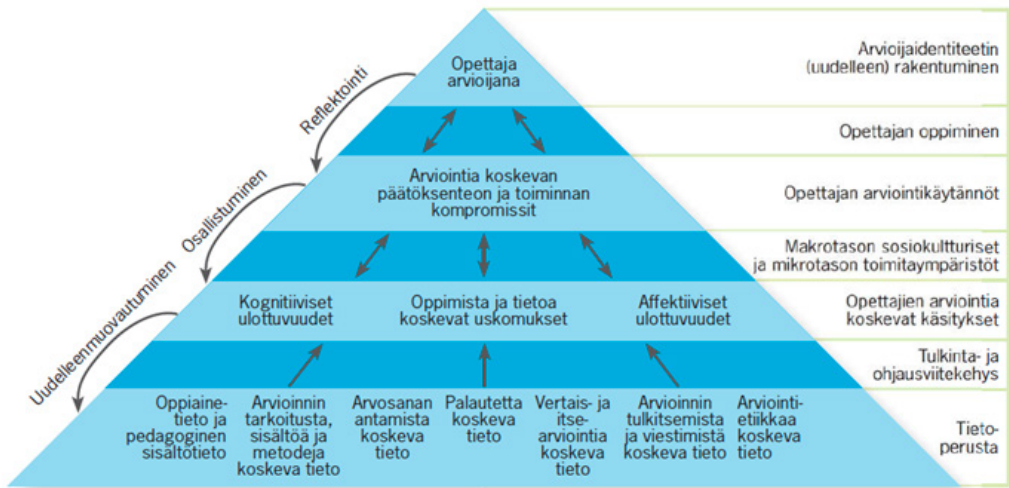 Opettaja
arvioijana
Arviointia koskevan
päätöksenteon ja toiminnan
kompromissit
Kognitiiviset
ulottuvuudet
Oppimista ja tietoa
koskevat uskomukset
Affektiiviset
ulottuvuudet
Oppiaine-
tieto ja
pedagoginen
sisältötieto
Arvioinnin
tarkoitusta,
sisältöä ja
metodeja
koskeva tieto
Arvosanan
antamista
koskeva
tieto
Palautetta
koskeva
tieto
Vertais- ja
itse-
arviointia
koskeva
tieto
Arvioinnin
tulkitsemista
ja viestimistä
koskeva tieto
Arviointi-
etiikkaa
koskeva
tieto
Reflektointi
Osallistuminen
Uudelleenmuovautuminen
Arvioijaidentiteetin
(uudelleen) rakentuminen
Opettajan oppiminen
Opettajan arviointikäytännöt
Makrotason sosiokultturiset
ja mikrotason toimitaympäristöt
Opettajien arviointia
koskevat käsitykset
Tulkinta- ja
ohjausviitekehys
Tieto-
perusta